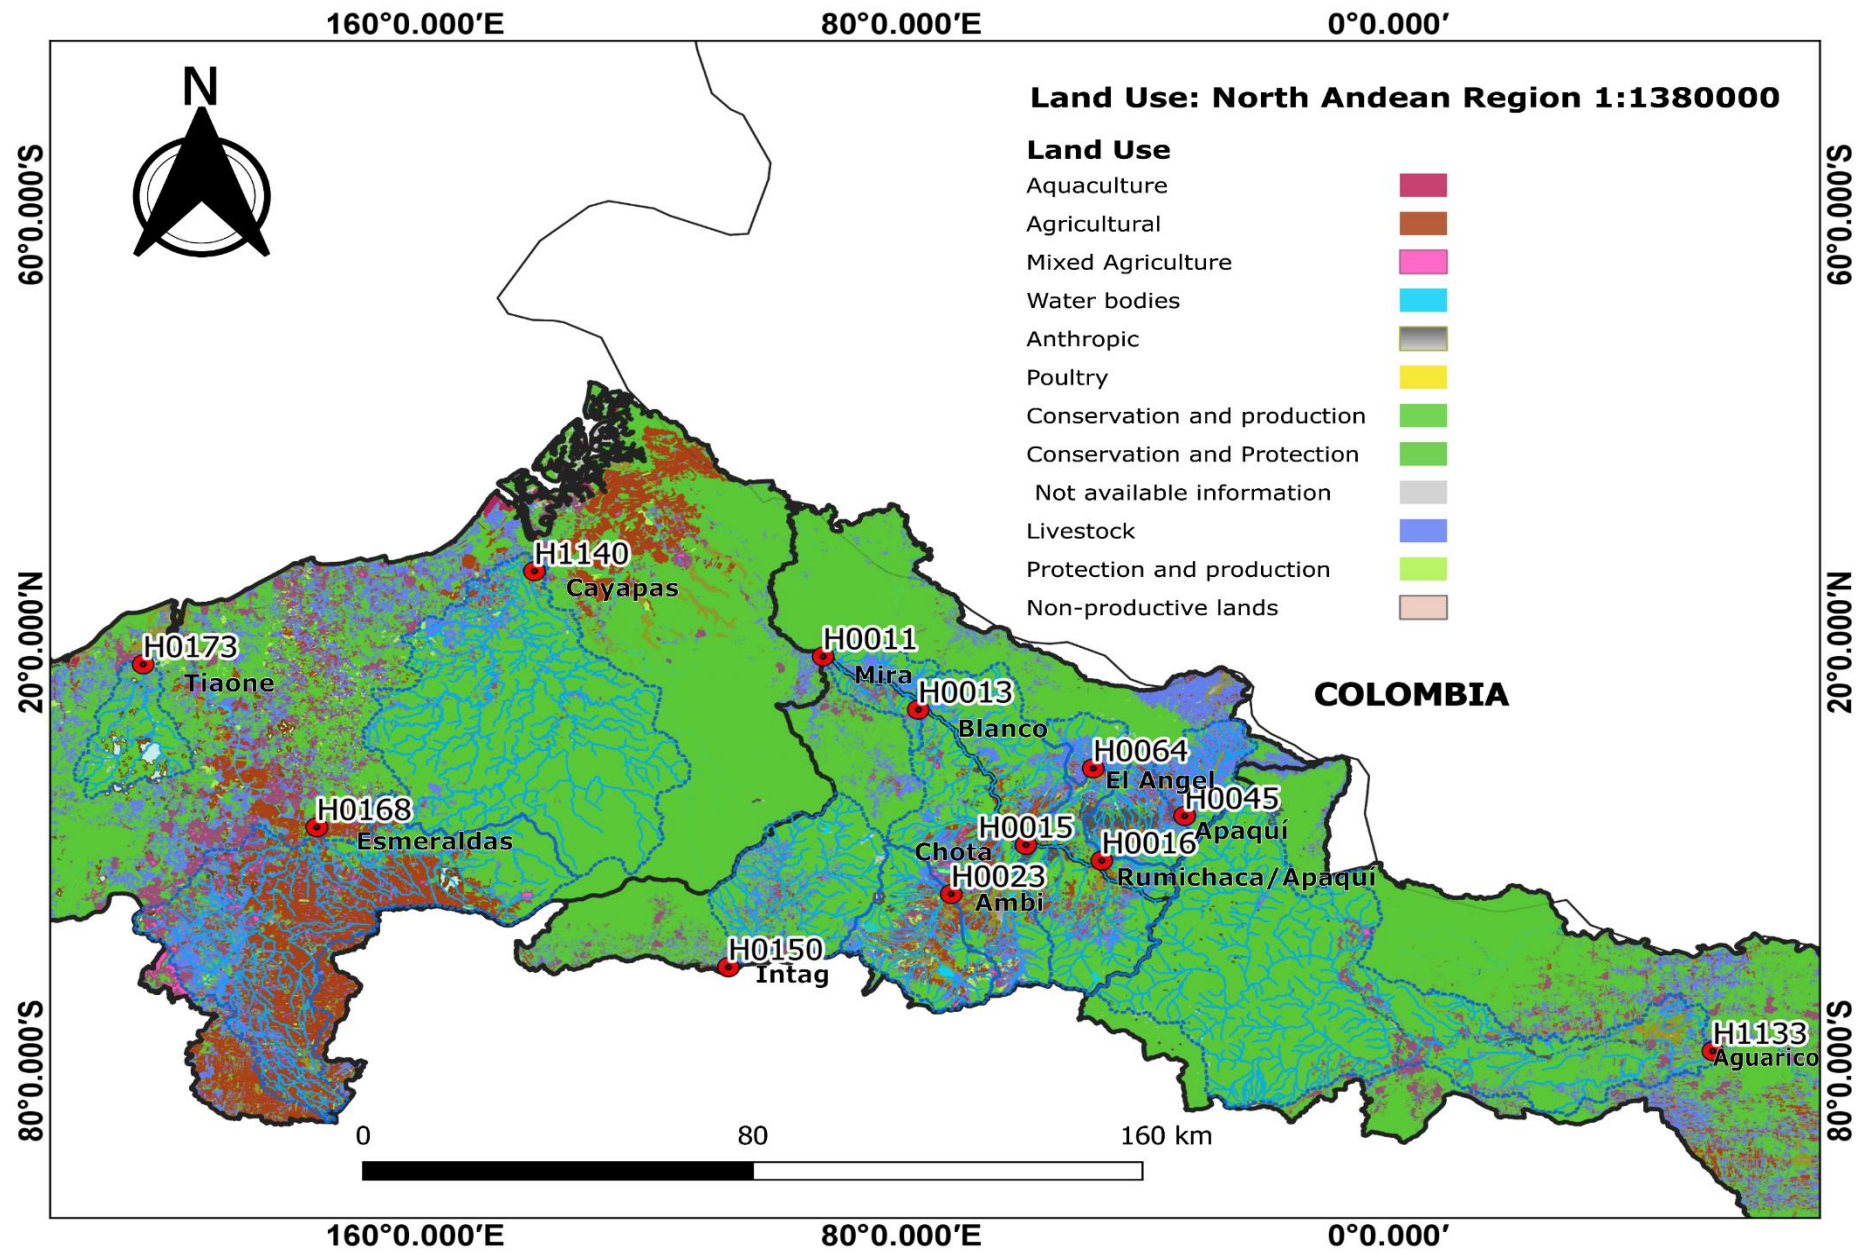 160°0.000′E 80°0.000′E 0°0.000′
N
Land Use: North Andean Region 1:1380000
Land Use
Aquaculture
Agricultural
Mixed Agriculture
Water bodies
Anthropic
Poultry
Conservation and production
Conservation and Protection
Not available information
Livestock
Protection and production
Non-productive lands
60°0.000′S
60°0.000′S
20°0.000′N
20°0.000′N
80°0.000′S
80°0.000′S
H1140
Cayapas
H0173
Tiaone
H0011
Mira
H0013
Blanco
COLOMBIA
H0064
El Angel
H0045
Apaquí
H0168
Esmeraldas
H0015
Chota
H0016
Rumichaca/Apaquí
H0023
Ambi
H0150
Intag
H1133
Aguarico
0 80 160 km
160°0.000′E 80°0.000′E 0°0.000′